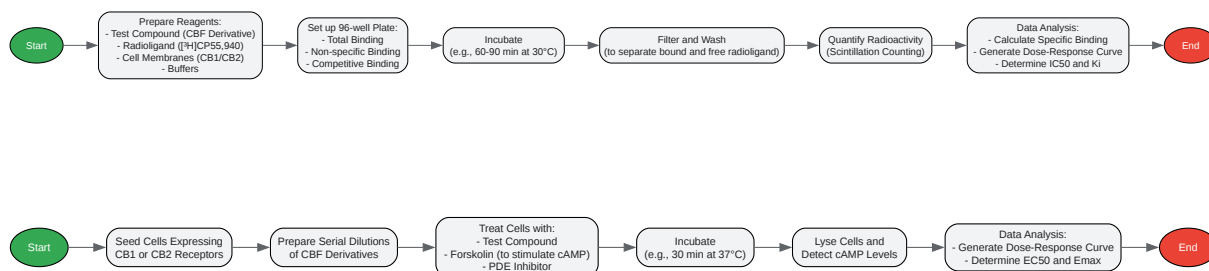 Start
Prepare Reagents:
- Test Compound (CBF Derivative)
- Radioligand ([³H]CP55,940)
- Cell Membranes (CB1/CB2)
- Buffers
Set up 96-well Plate:
- Total Binding
- Non-specific Binding
- Competitive Binding
Incubate
(e.g., 60-90 min at 30°C)
Filter and Wash
(to separate bound and free radioligand)
Quantify Radioactivity
(Scintillation Counting)
Data Analysis:
- Calculate Specific Binding
- Generate Dose-Response Curve
- Determine IC50 and Ki
End
Start
Seed Cells Expressing
CB1 or CB2 Receptors
Prepare Serial Dilutions
of CBF Derivatives
Treat Cells with:
- Test Compound
- Forskolin (to stimulate cAMP)
- PDE Inhibitor
Incubate
(e.g., 30 min at 37°C)
Lyse Cells and
Detect cAMP Levels
Data Analysis:
- Generate Dose-Response Curve
- Determine EC50 and Emax
End